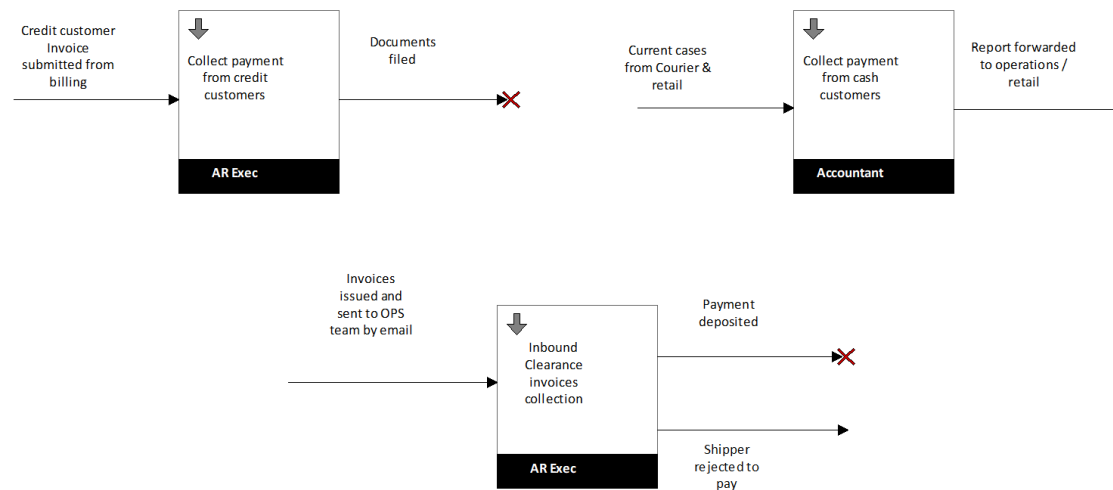 Credit customer
Invoice
submitted from
billing
Collect payment
from credit
customers
AR Exec
Documents
filed
Current cases
from Courier &
retail
Collect payment
from cash
customers
Accountant
Report forwarded
to operations /
retail
Invoices
issued and
sent to OPS
team by email
Inbound
Clearance
invoices
collection
AR Exec
Payment
deposited
Shipper
rejected to
pay